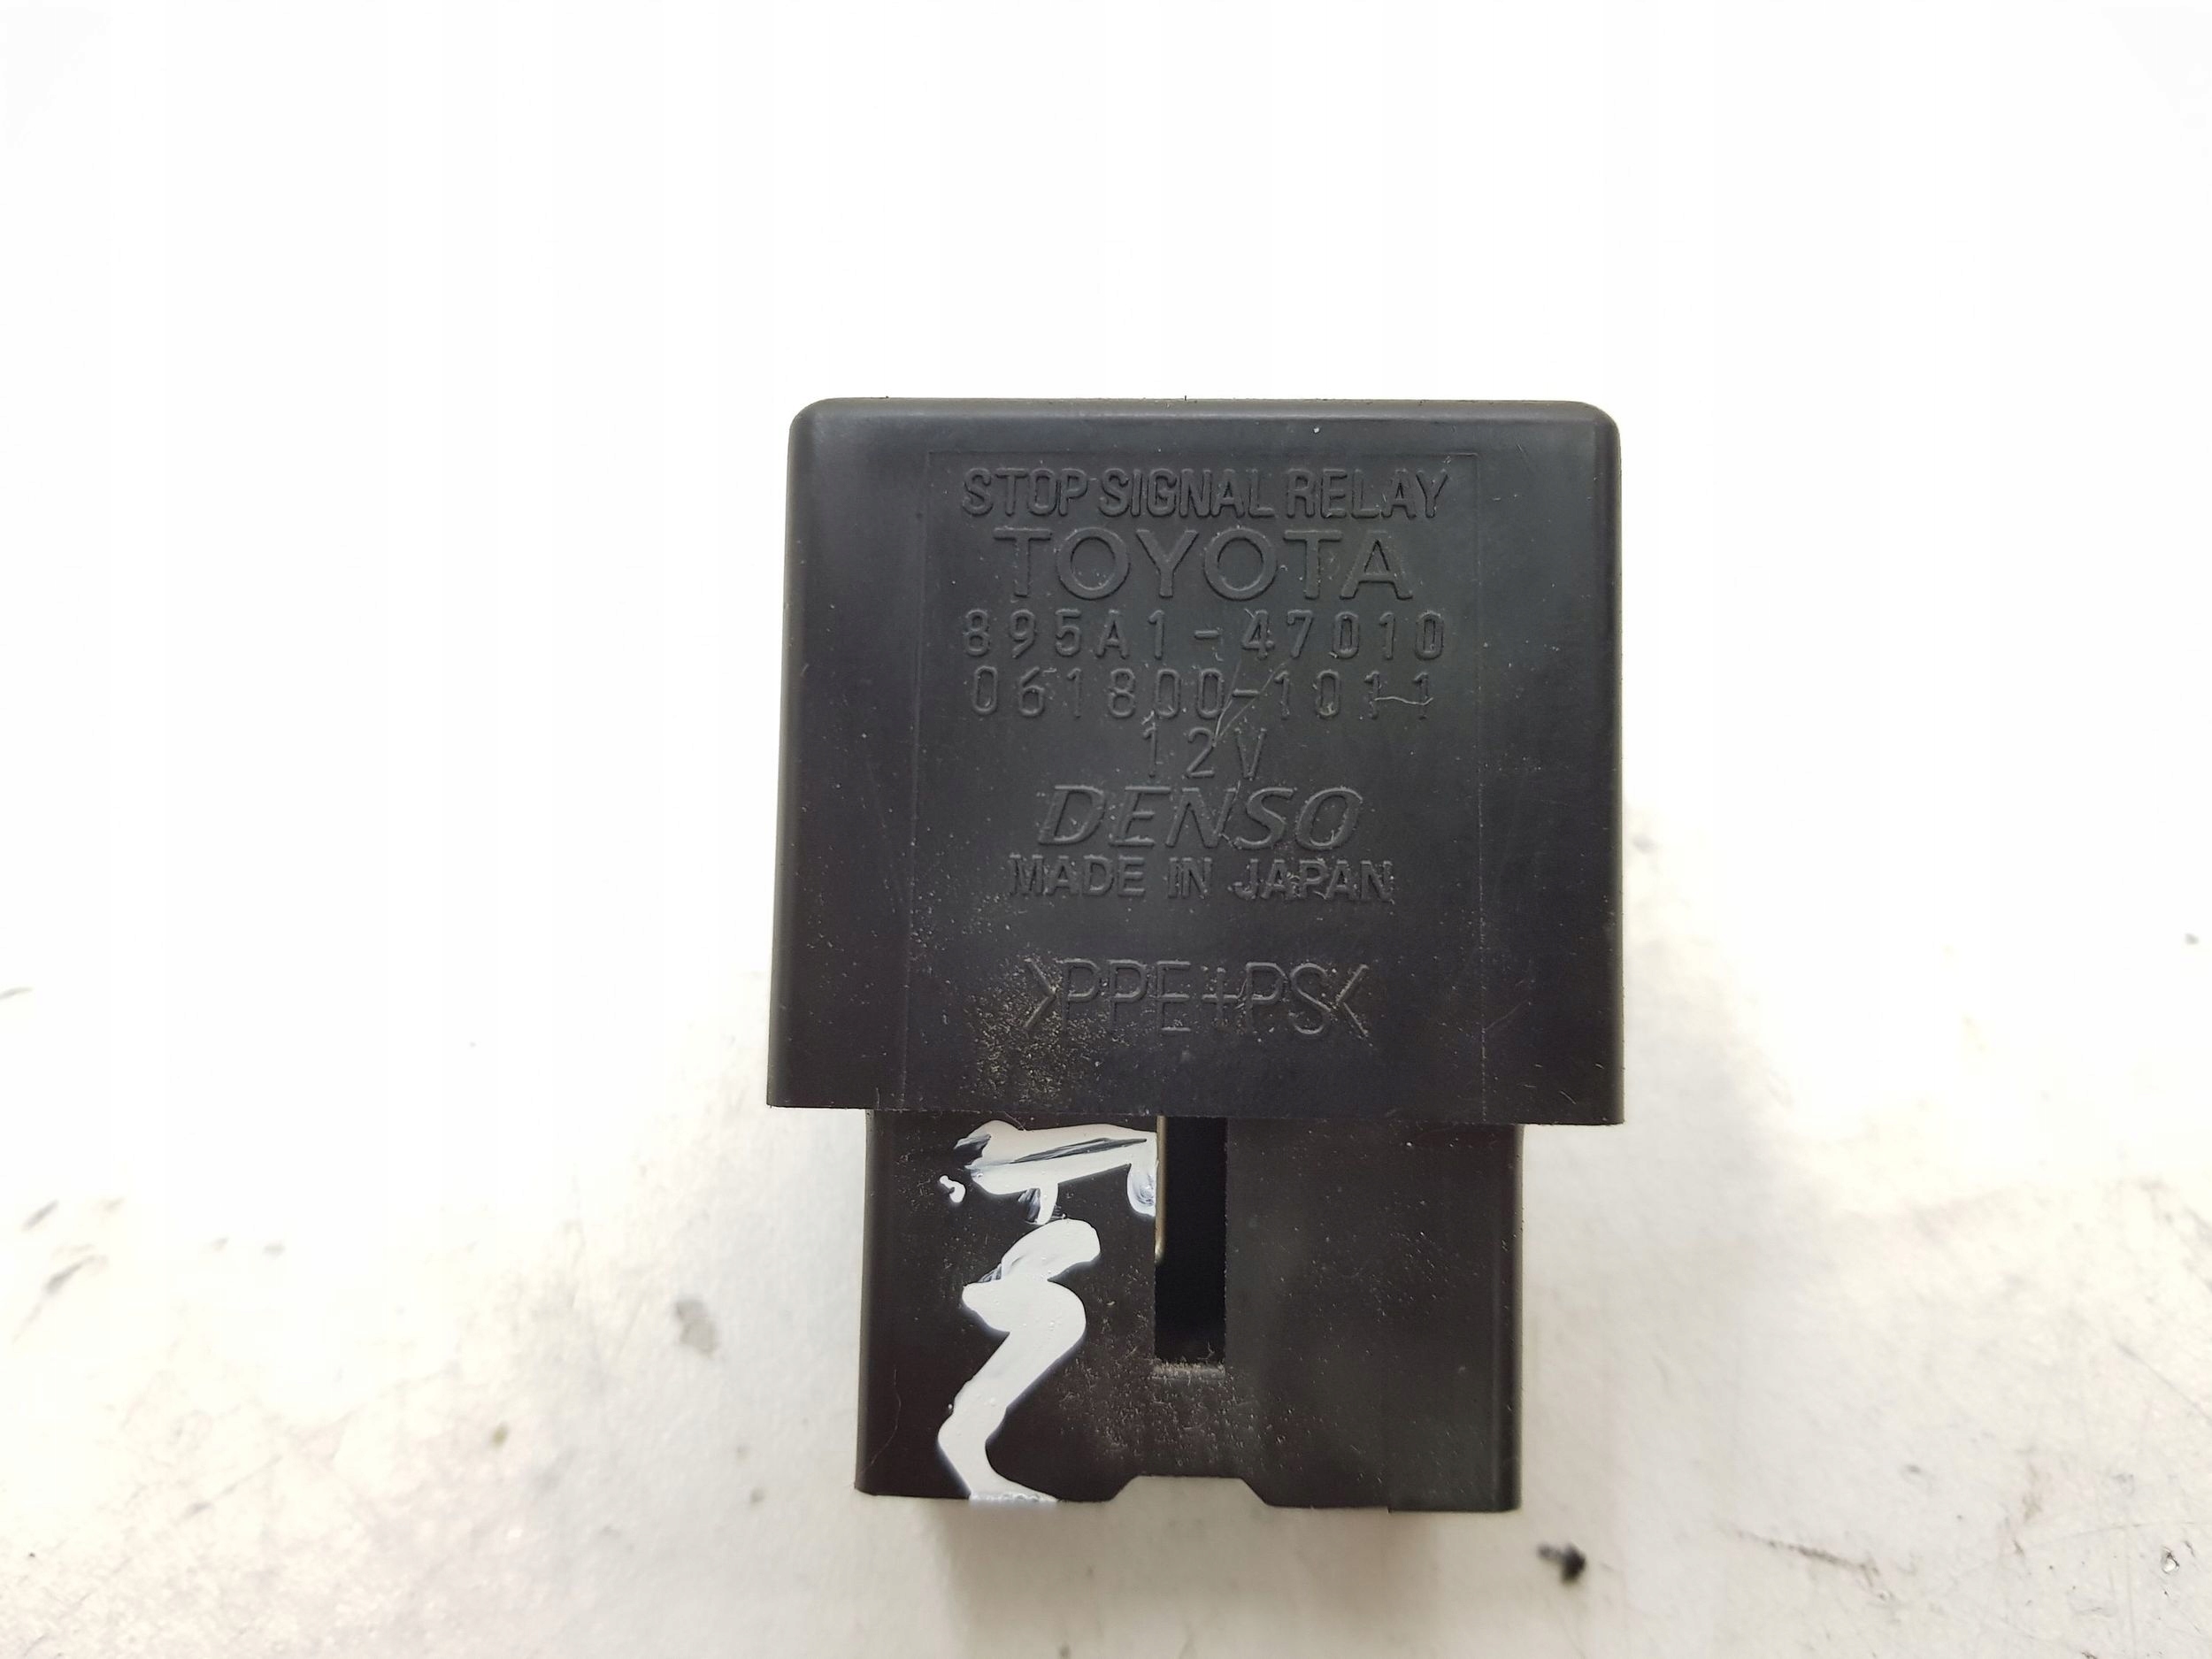 STOP SIGNAL RELAY
TOYOTA
895A1-47010
061800-1011
12V
DENSO
MADE IN JAPAN
>PPE+PS<